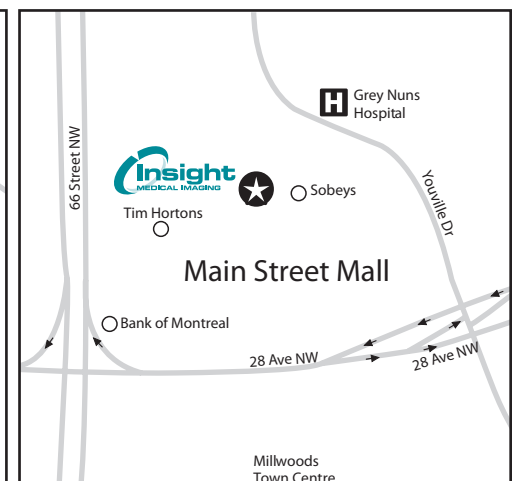 Grey Nuns
Hospital
H
66 Street NW
Insight
MEDICAL IMAGING
Sobeys
Youville Dr
Tim Hortons
Main Street Mall
Bank of Montreal
28 Ave NW
28 Ave NW
Millwoods
Town Centre